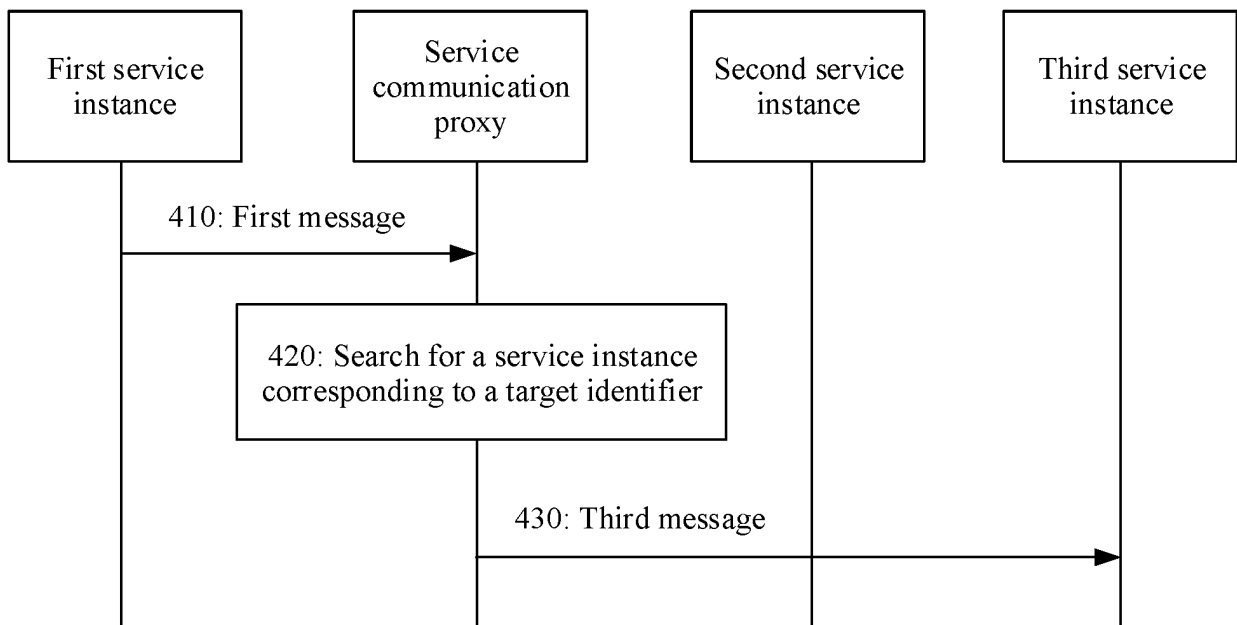 First service
instance
Service
communication
proxy
Second service
instance
Third service
instance
410: First message
420: Search for a service instance
corresponding to a target identifier
430: Third message